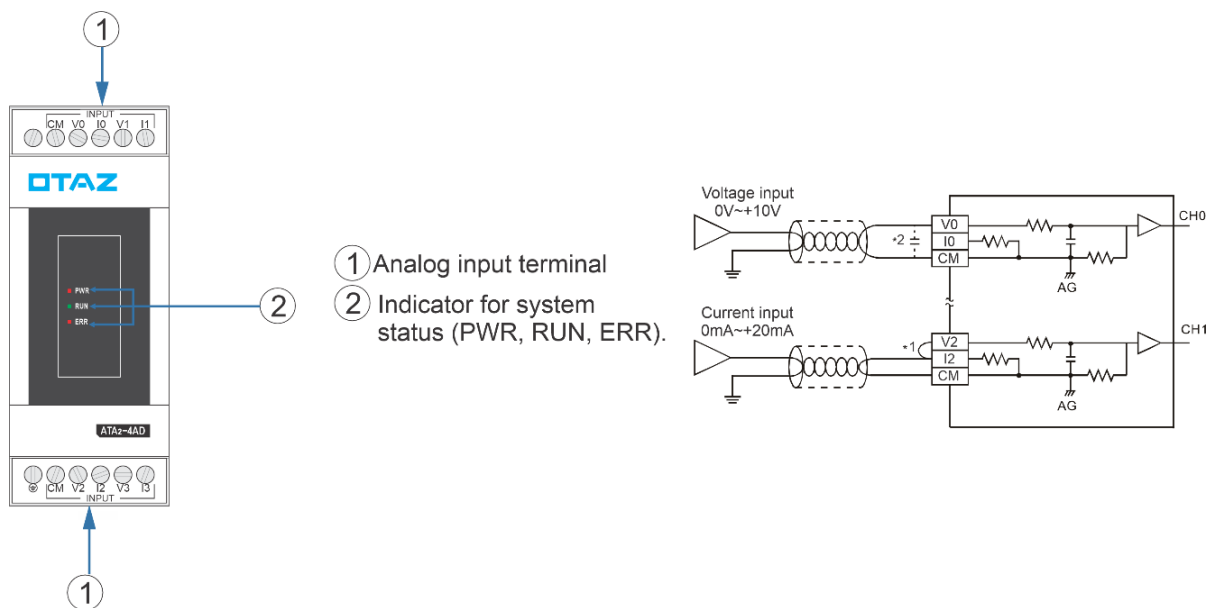 1
INPUT
CM V0 I0 V1 I1
OTAZ
PWR
RUN
ERR
2
ATA2-4AD
CM V2 I2 V3 I3
INPUT
1
1 Analog input terminal
2 Indicator for system
status (PWR, RUN, ERR).
Voltage input
0V~+10V
*2
V0
I0
CM
AG
CH0
Current input
0mA~+20mA
*1
V2
I2
CM
AG
CH1